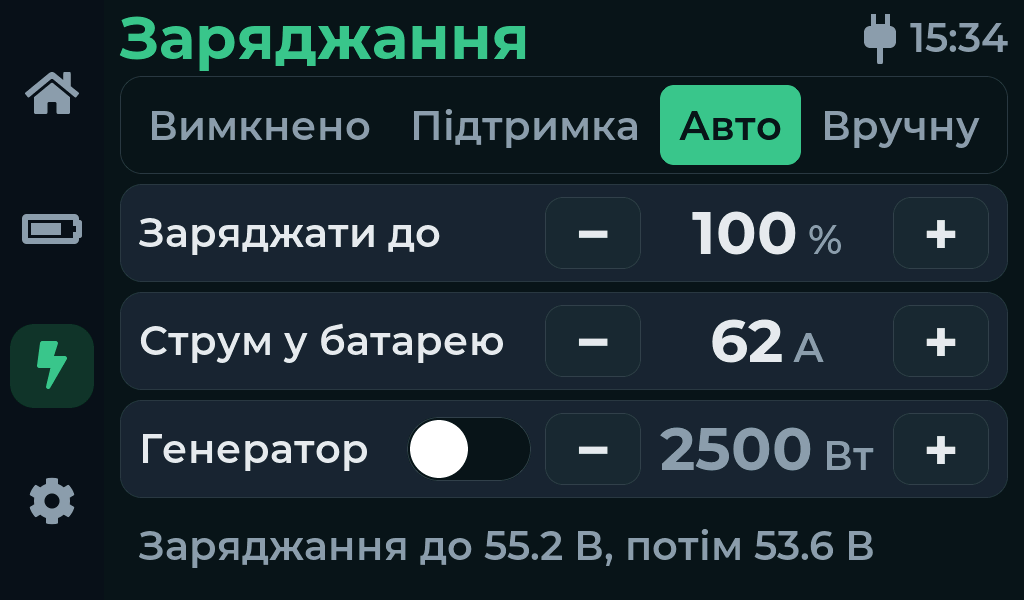 Заряджання 15:34
Вимкнено Підтримка Авто Вручну
Заряджати до − 100 % +
Струм у батарею − 62 А +
Генератор − 2500 Вт +
Заряджання до 55.2 В, потім 53.6 В